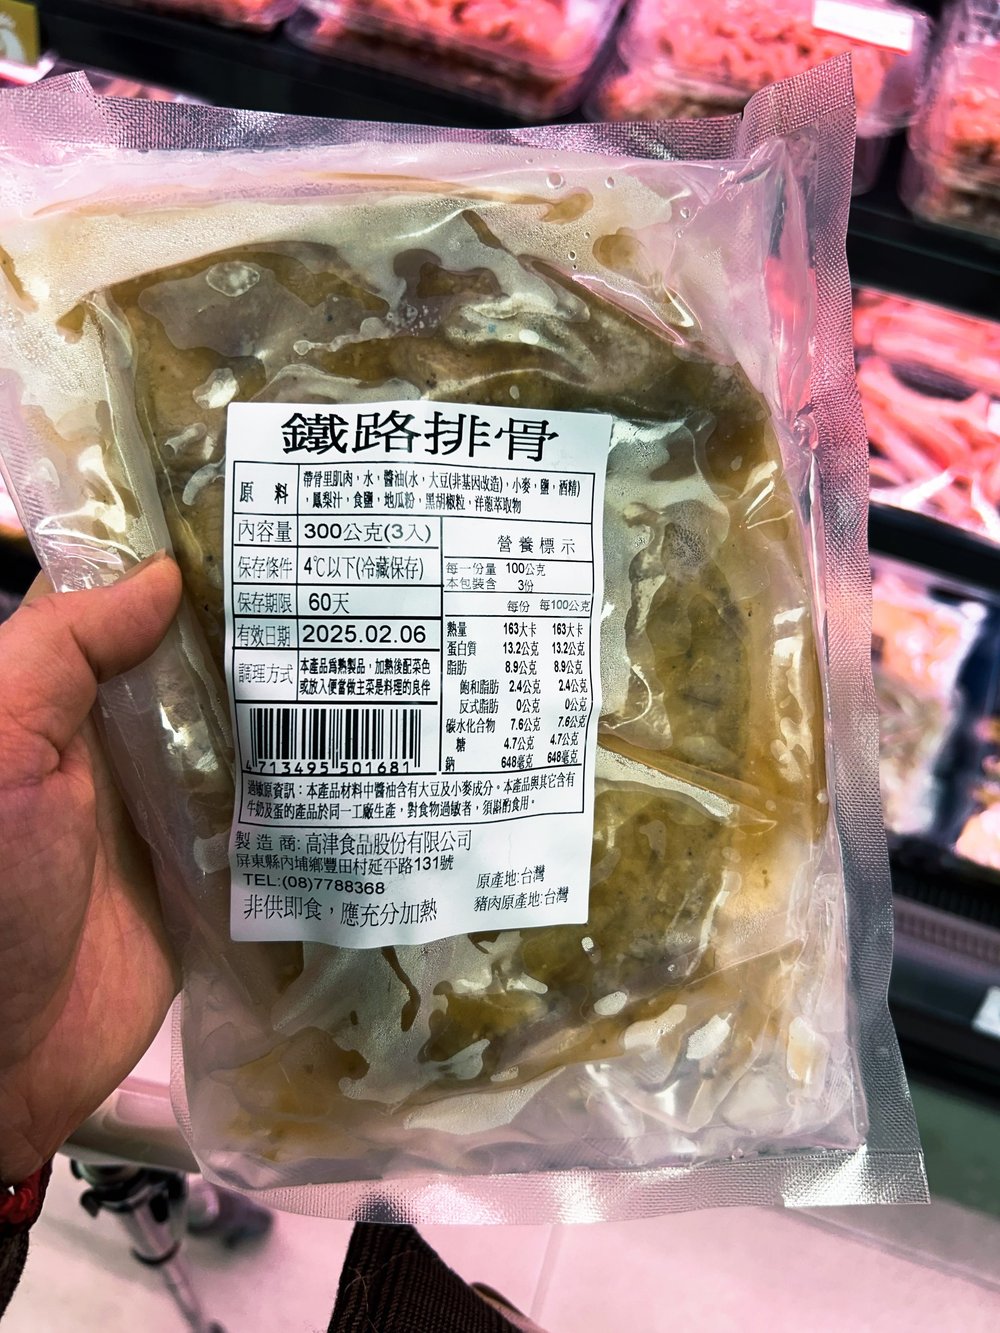 鐵路排骨
原料
帶骨里肌肉，水，醬油(水，大豆(非基因改造)，小麥，鹽，酒精)
，鳳梨汁，食鹽，地瓜粉，黑胡椒粒，洋蔥萃取物
內容量 300公克(3入)
保存條件 4℃以下(冷藏保存)
保存期限 60天
有效日期 2025.02.06
調理方式 本產品為熟製品，加熱後配菜色
或放入便當做主菜是料理的良伴
4 713495 501681
營養標示
每一份量 100公克
本包裝含 3份
每份 每100公克
熱量 163大卡 163大卡
蛋白質 13.2公克 13.2公克
脂肪 8.9公克 8.9公克
飽和脂肪 2.4公克 2.4公克
反式脂肪 0公克 0公克
碳水化合物 7.6公克 7.6公克
糖 4.7公克 4.7公克
鈉 648毫克 648毫克
過敏原資訊：本產品材料中醬油含有大豆及小麥成分。本產品與其它含有
牛奶及蛋的產品於同一工廠生產，對食物過敏者，須斟酌食用。
製造商:高津食品股份有限公司
屏東縣內埔鄉豐田村延平路131號
TEL:(08)7788368
非供即食，應充分加熱
原產地:台灣
豬肉原產地:台灣